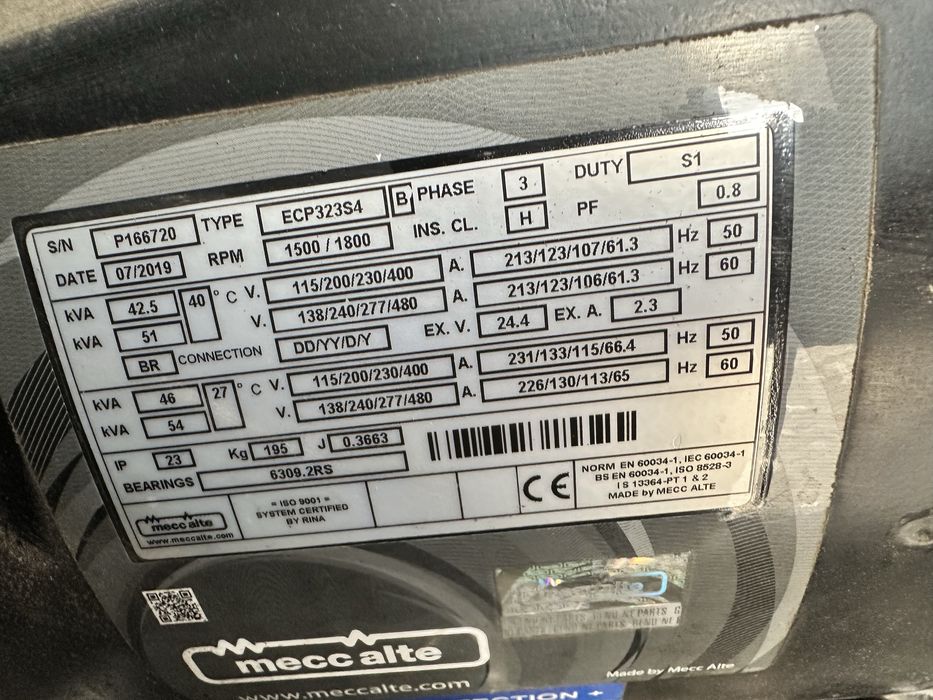 S/N P166720 TYPE ECP323S4 B PHASE 3 DUTY S1
DATE 07/2019 RPM 1500 / 1800 INS. CL. H PF 0.8
kVA 42.5 40 °C V. 115/200/230/400 A. 213/123/107/61.3 Hz 50
kVA 51 V. 138/240/277/480 A. 213/123/106/61.3 Hz 60
BR CONNECTION DD/YY/D/Y EX. V. 24.4 EX. A. 2.3
kVA 46 27 °C V. 115/200/230/400 A. 231/133/115/66.4 Hz 50
kVA 54 V. 138/240/277/480 A. 226/130/113/65 Hz 60
IP 23 Kg 195 J 0.3663
BEARINGS 6309.2RS
mecc alte
www.meccalte.com
= ISO 9001 =
SYSTEM CERTIFIED
BY RINA
CE
NORM EN 60034-1, IEC 60034-1
BS EN 60034-1, ISO 8528-3
I S 13364-PT 1 & 2
MADE by MECC ALTE
mecc alte
mecc alte
www.meccalte.com
Made by Mecc Alte